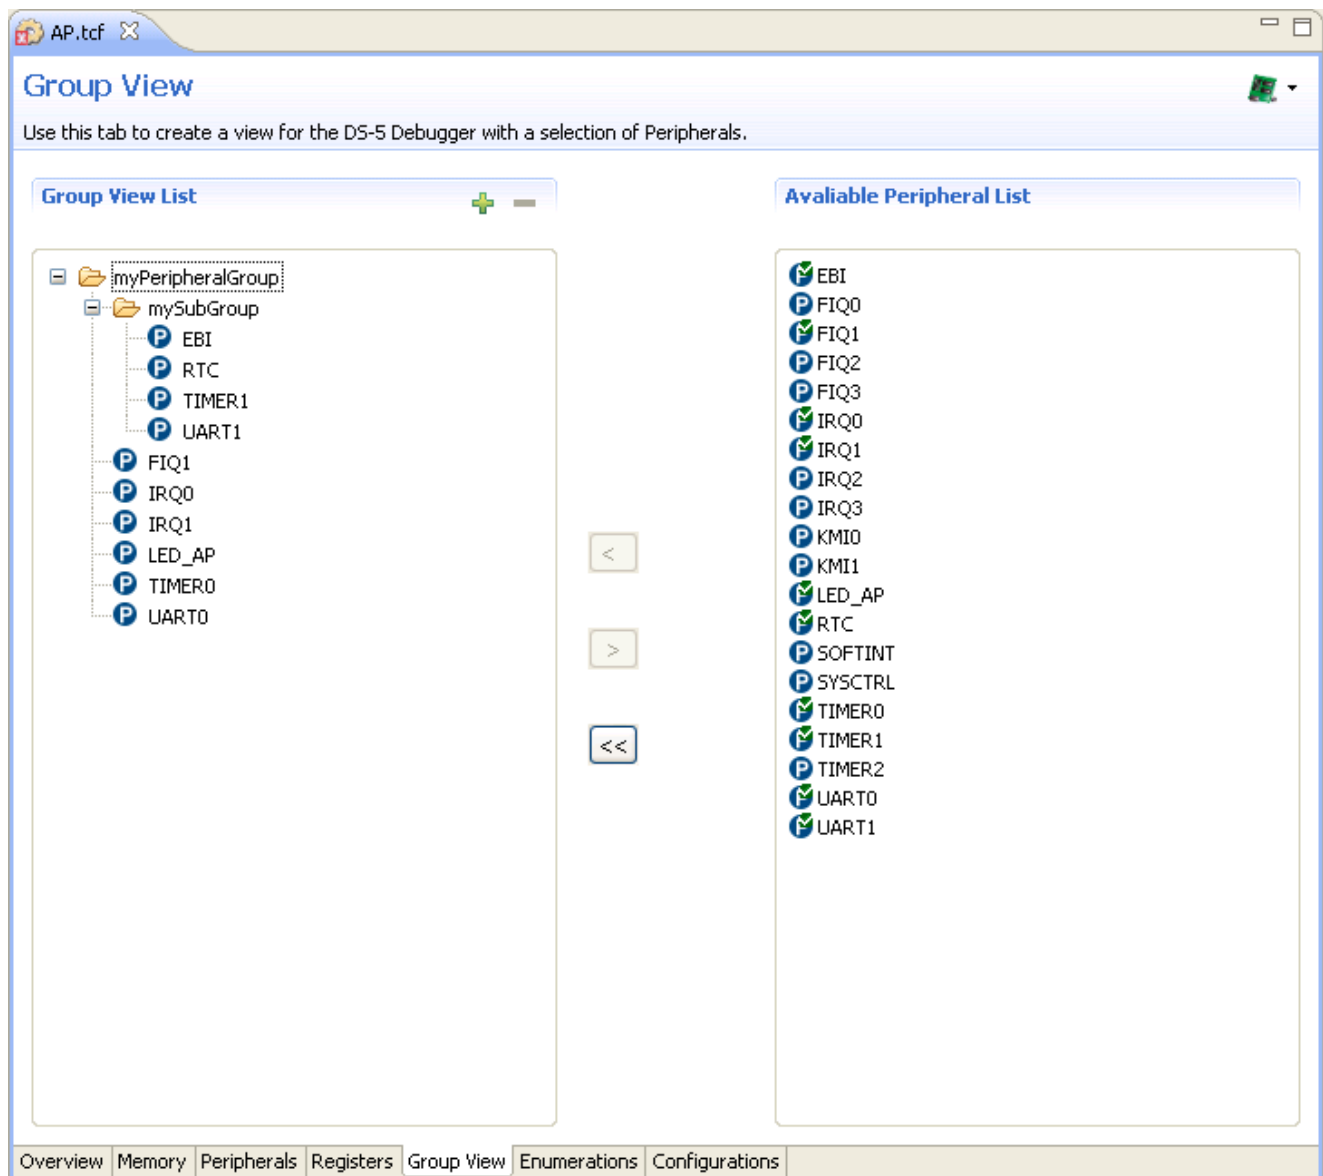 AP.tcf
Group View
Use this tab to create a view for the DS-5 Debugger with a selection of Peripherals.
Group View List
myPeripheralGroup
mySubGroup
P EBI
P RTC
P TIMER1
P UART1
P FIQ1
P IRQ0
P IRQ1
P LED_AP
P TIMER0
P UART0
<
>
<<
Avaliable Peripheral List
P EBI
P FIQ0
P FIQ1
P FIQ2
P FIQ3
P IRQ0
P IRQ1
P IRQ2
P IRQ3
P KMI0
P KMI1
P LED_AP
P RTC
P SOFTINT
P SYSCTRL
P TIMER0
P TIMER1
P TIMER2
P UART0
P UART1
Overview Memory Peripherals Registers Group View Enumerations Configurations